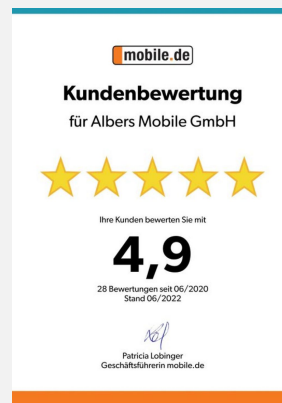 mobile.de
Kundenbewertung
für Albers Mobile GmbH
Ihre Kunden bewerten Sie mit
4,9
28 Bewertungen seit 06/2020
Stand 06/2022
Patricia Lobinger
Geschäftsführerin mobile.de